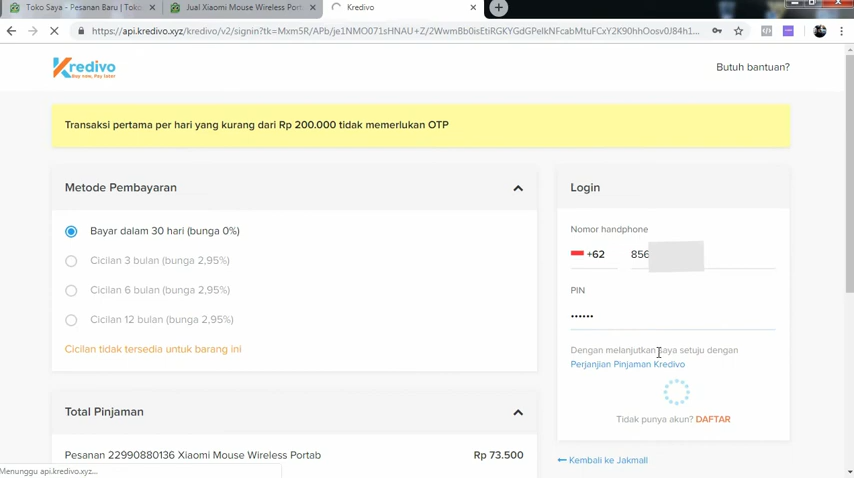 Toko Saya - Pesanan Baru | Toko
Jual Xiaomi Mouse Wireless Port
Kredivo
https://api.kredivo.xyz/kredivo/v2/signin?tk=Mxm5R/APb/je1NMO071sHNAU+Z/2Wwm8b0isEtiRGKYGdGPelkNFcabMtuFCxY2K90hhOosv0J84h1...
Kredivo
Buy now, Pay later
Butuh bantuan?
Transaksi pertama per hari yang kurang dari Rp 200.000 tidak memerlukan OTP
Metode Pembayaran
Bayar dalam 30 hari (bunga 0%)
Cicilan 3 bulan (bunga 2,95%)
Cicilan 6 bulan (bunga 2,95%)
Cicilan 12 bulan (bunga 2,95%)
Cicilan tidak tersedia untuk barang ini
Total Pinjaman
Pesanan 22990880136 Xiaomi Mouse Wireless Portab Rp 73.500
Login
Nomor handphone
+62 856
PIN
••••••
Dengan melanjutkan saya setuju dengan
Perjanjian Pinjaman Kredivo
Tidak punya akun? DAFTAR
Kembali ke Jakmall
Menunggu api.kredivo.xyz...